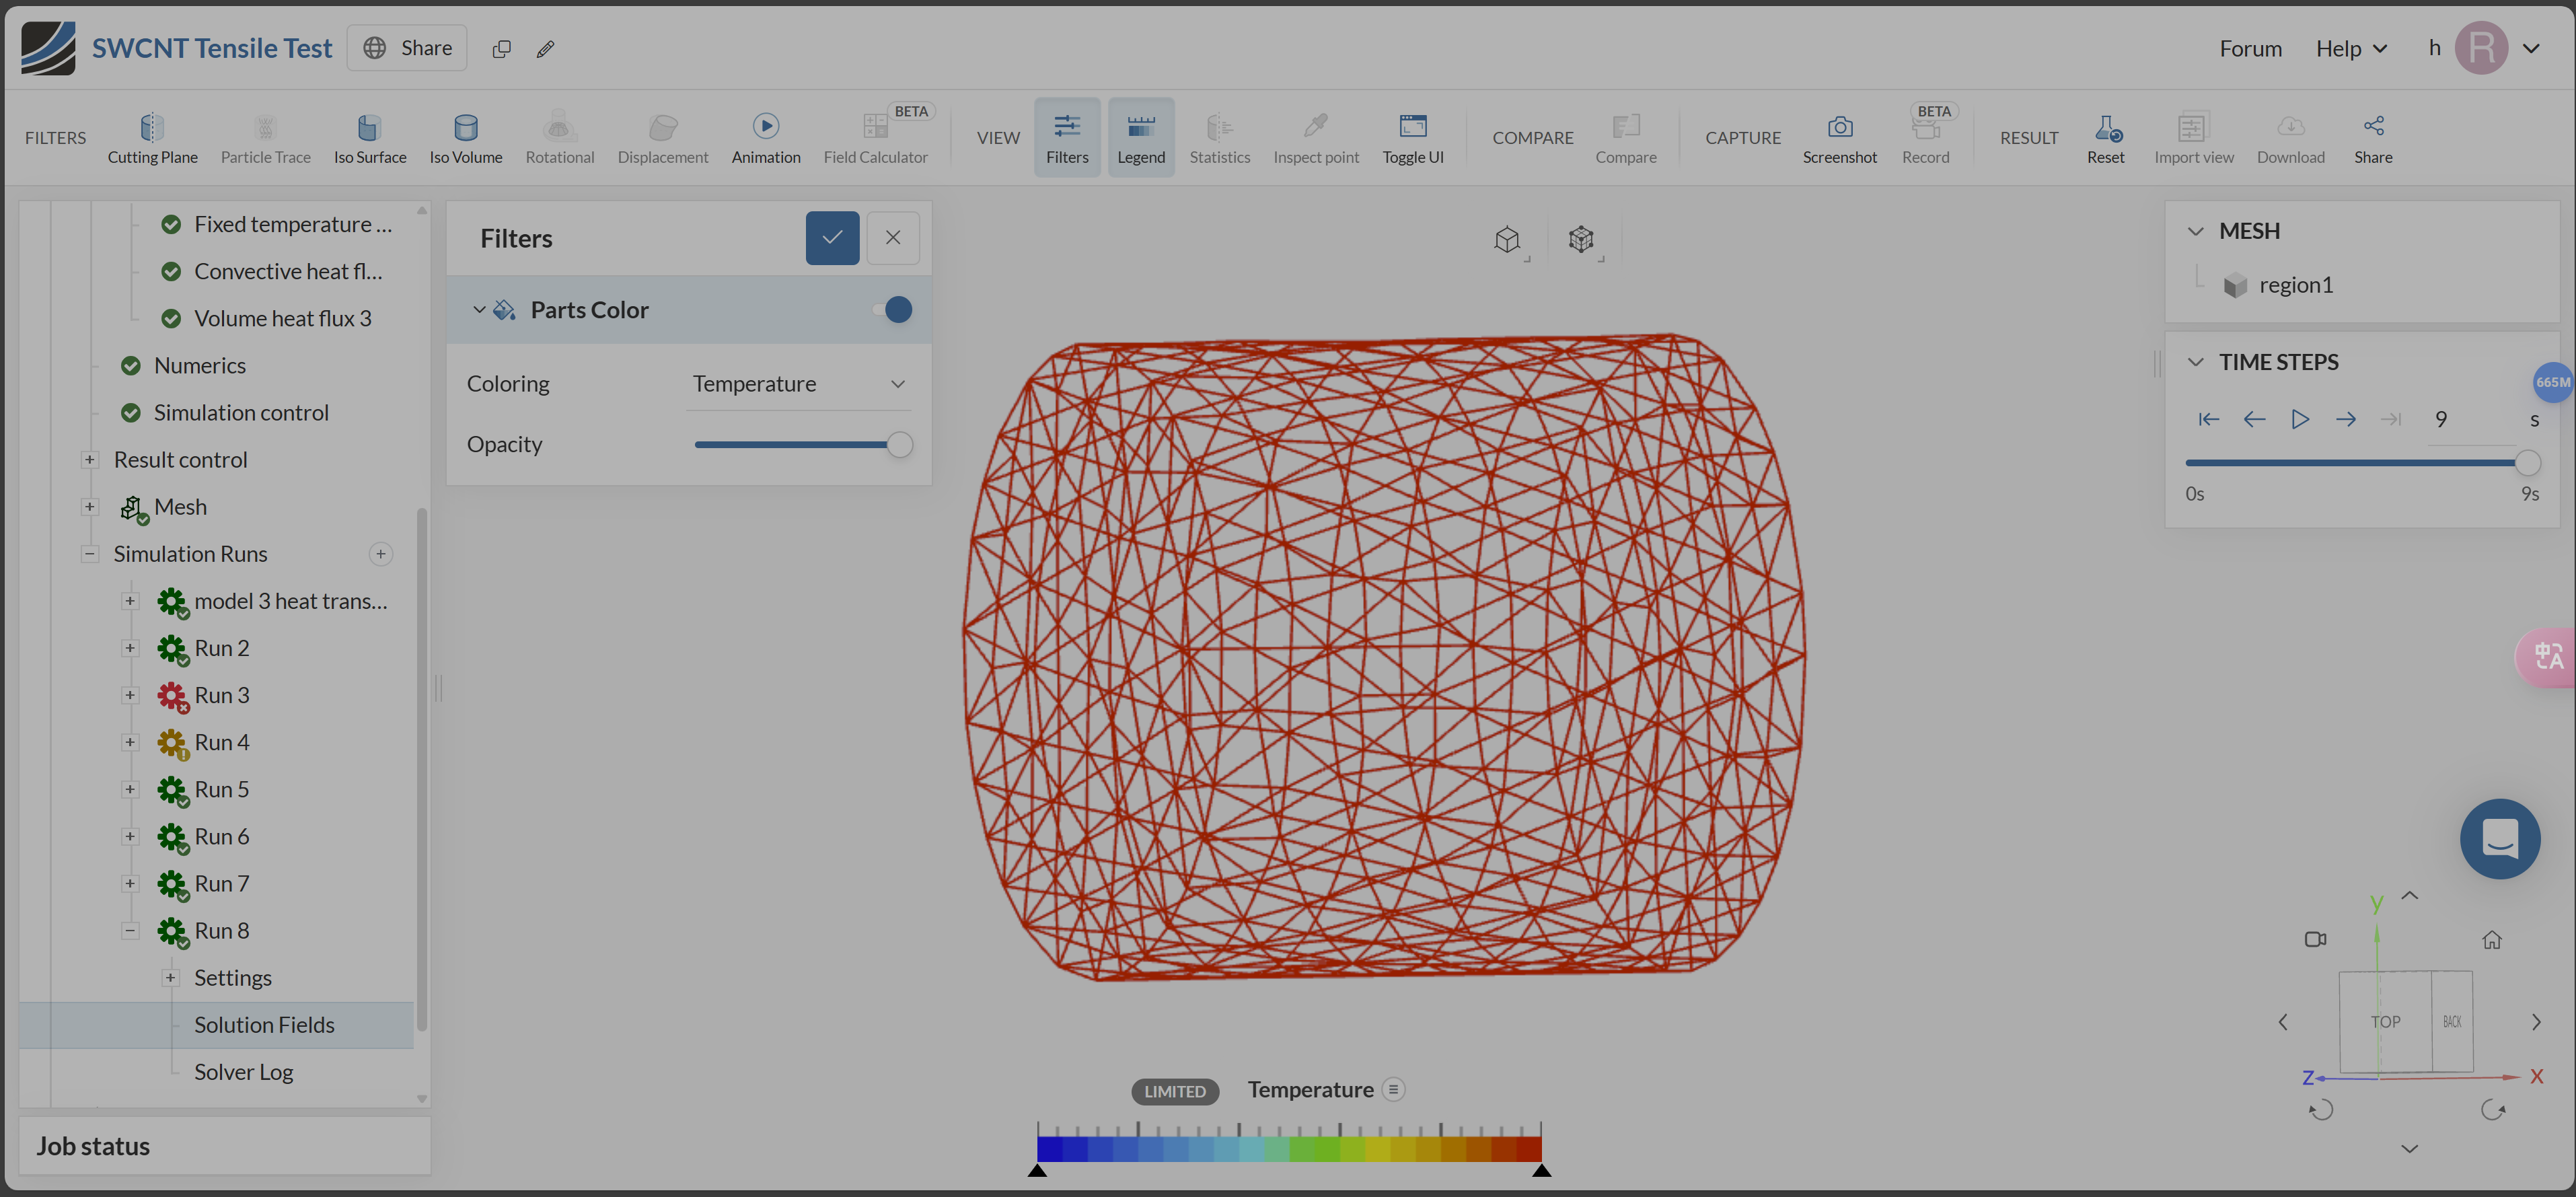 SWCNT Tensile Test
Share
Forum
Help
h
R
FILTERS
Cutting Plane
Particle Trace
Iso Surface
Iso Volume
Rotational
Displacement
Animation
BETA
Field Calculator
VIEW
Filters
Legend
Statistics
Inspect point
Toggle UI
COMPARE
Compare
CAPTURE
Screenshot
BETA
Record
RESULT
Reset
Import view
Download
Share
Fixed temperature ...
Convective heat fl...
Volume heat flux 3
Numerics
Simulation control
Result control
Mesh
Simulation Runs
model 3 heat trans...
Run 2
Run 3
Run 4
Run 5
Run 6
Run 7
Run 8
Settings
Solution Fields
Solver Log
Job status
Filters
Parts Color
Coloring
Temperature
Opacity
LIMITED
Temperature
MESH
region1
TIME STEPS
665M
9
s
0s
9s
中A
y
TOP
BACK
Z
X